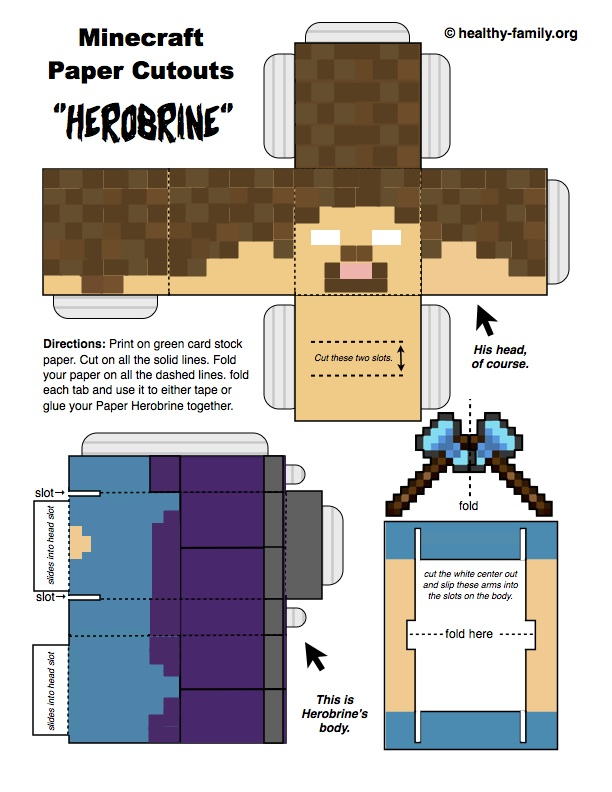 Minecraft
Paper Cutouts
"HEROBRINE"
© healthy-family.org
Cut these two slots.
His head,
of course.
Directions: Print on green card stock
paper. Cut on all the solid lines. Fold
your paper on all the dashed lines. fold
each tab and use it to either tape or
glue your Paper Herobrine together.
fold
slot→
slides into head slot
slot→
slides into head slot
This is
Herobrine's
body.
cut the white center out
and slip these arms into
the slots on the body.
fold here